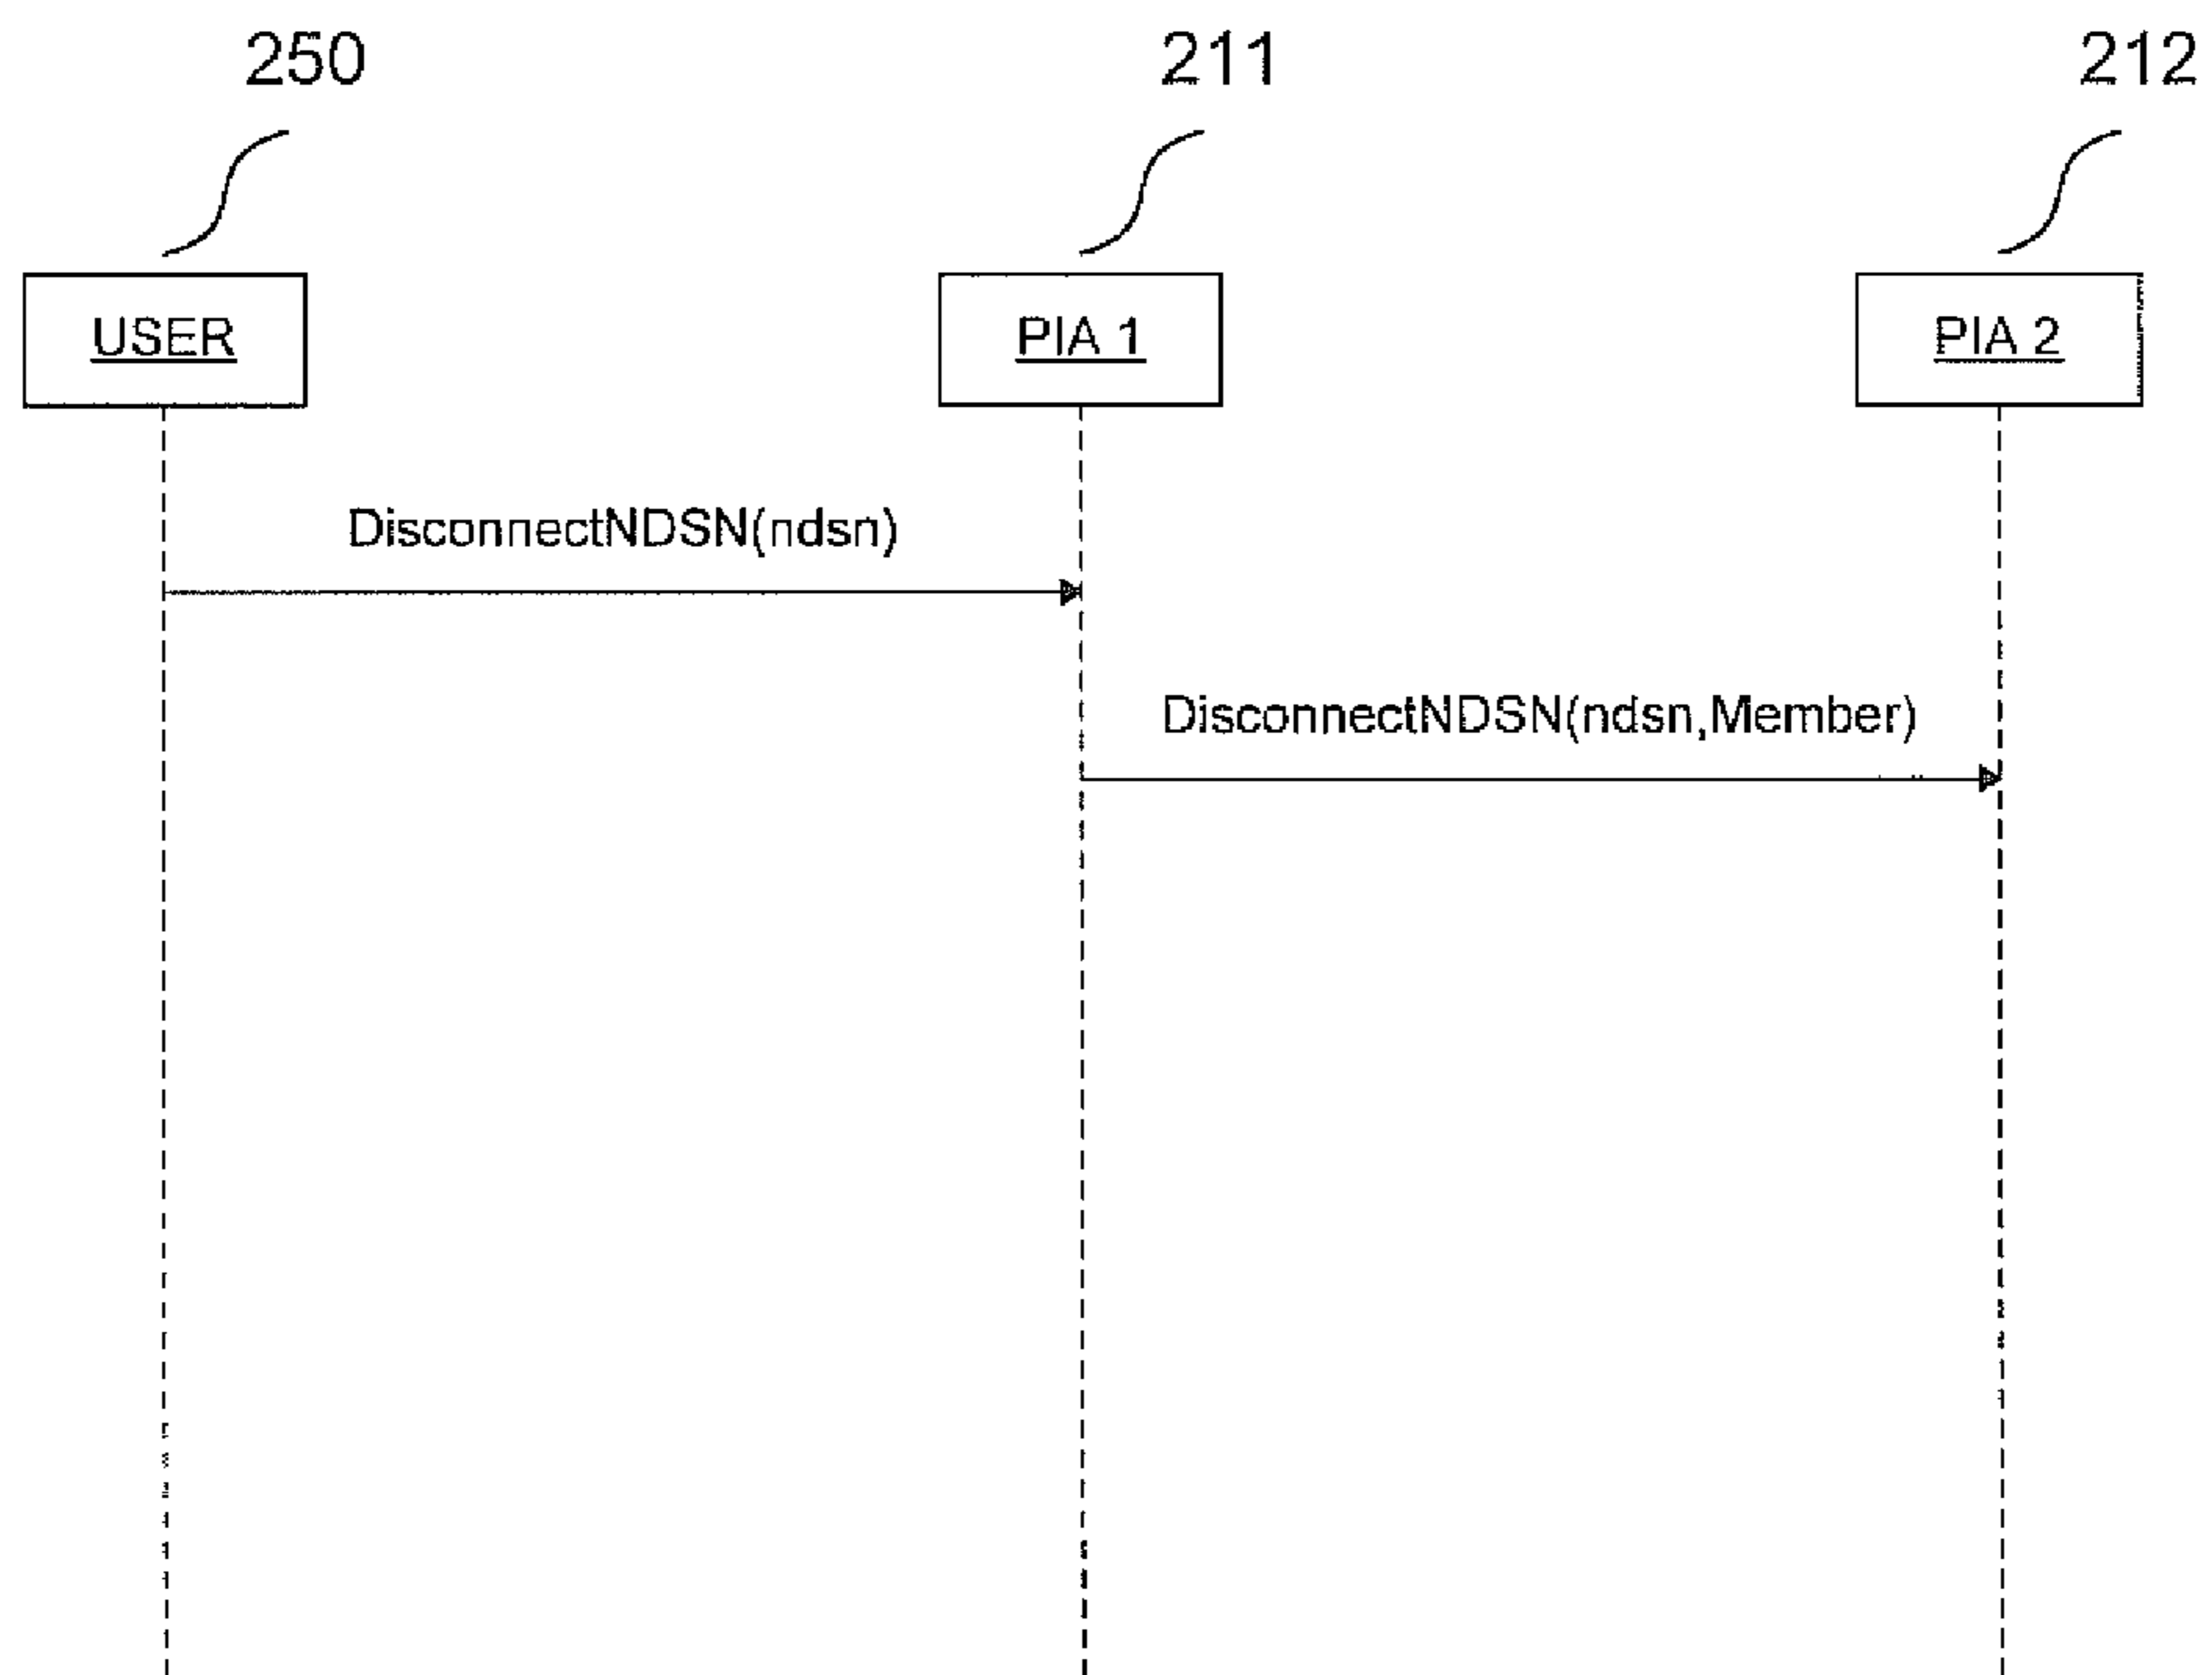 250
211
212
USER
PIA 1
PIA 2
DisconnectNDSN(ndsn)
DisconnectNDSN(ndsn,Member)